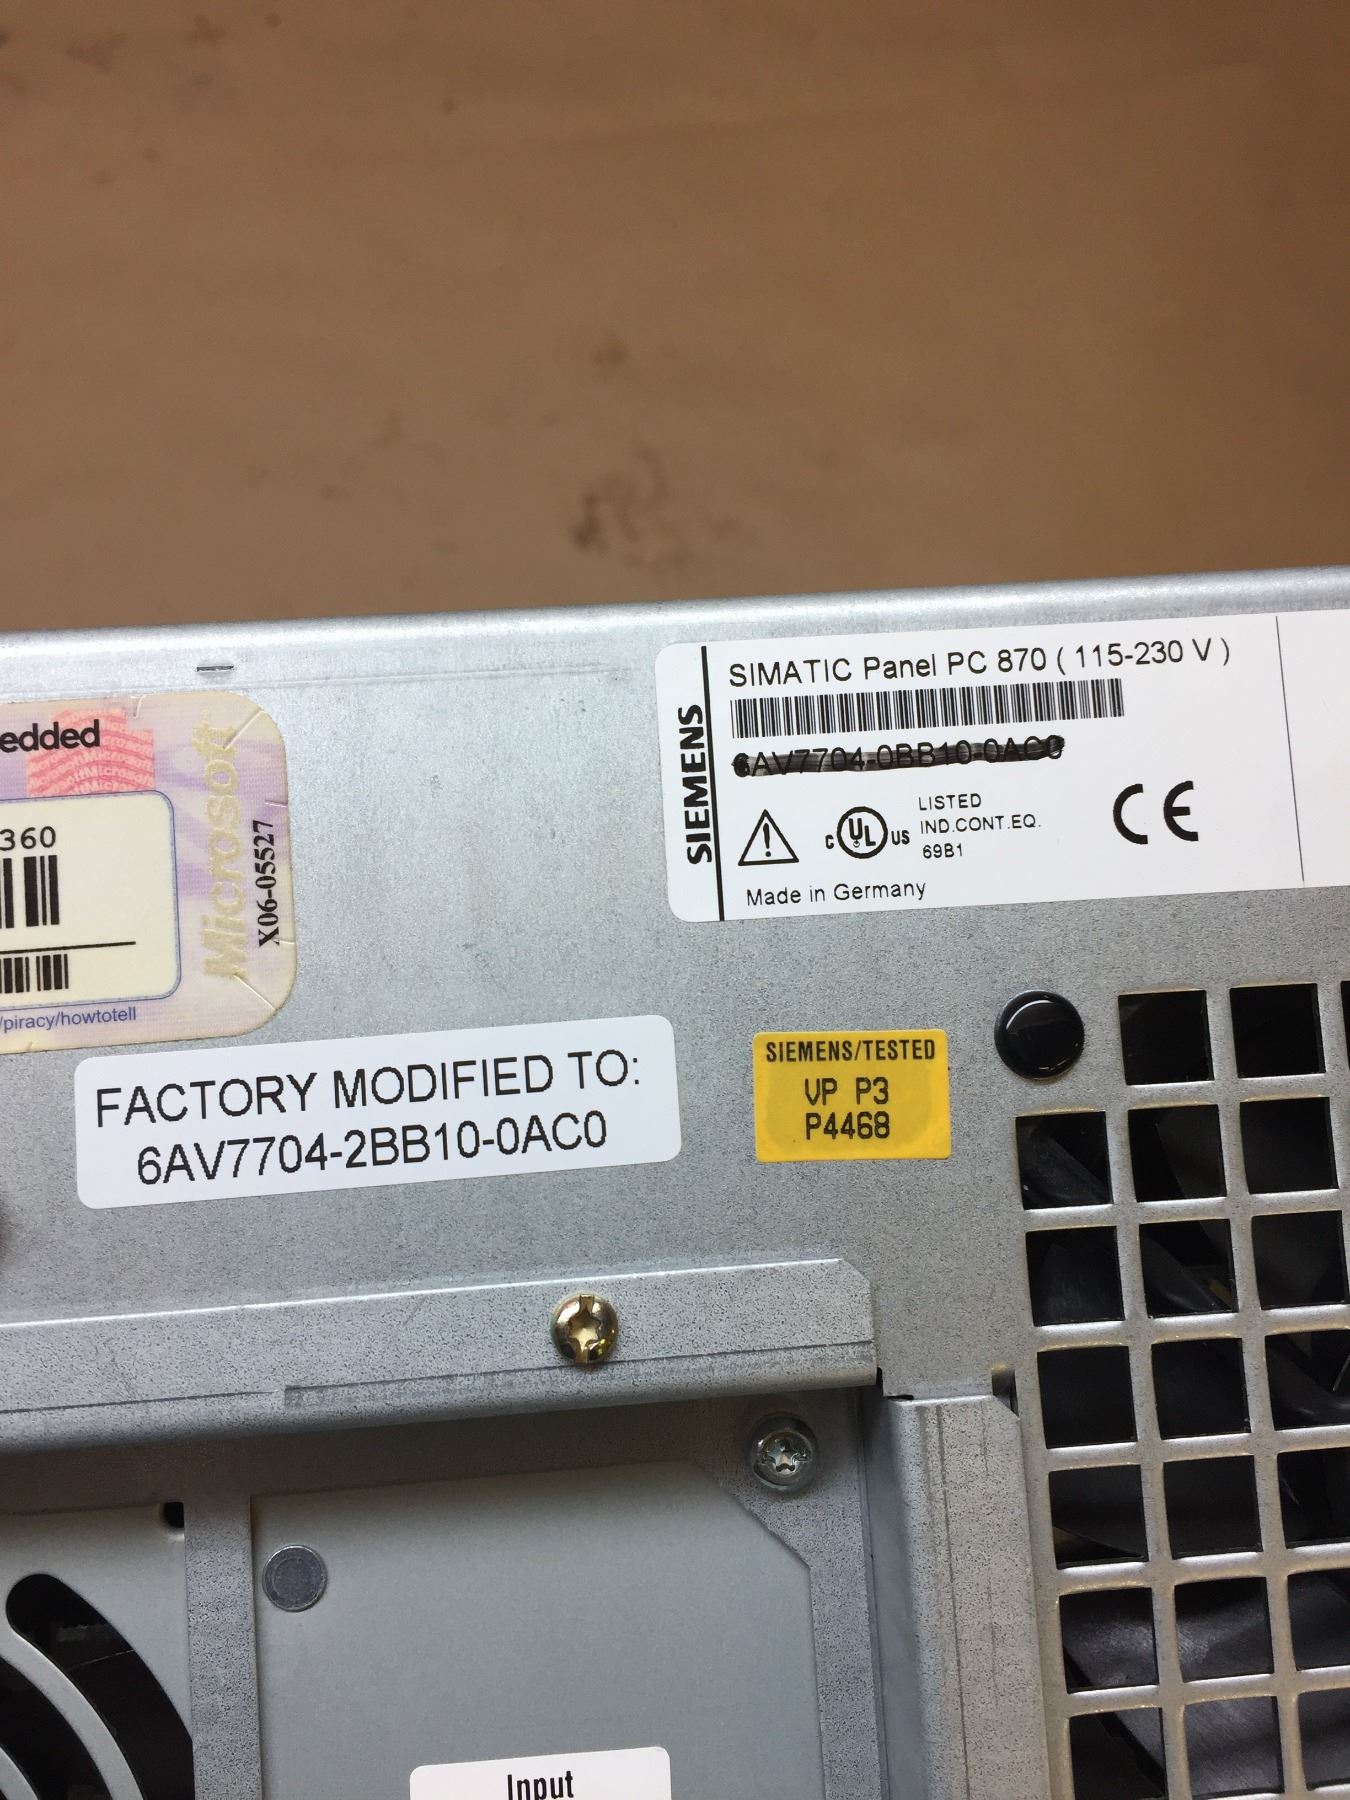 SIEMENS
SIMATIC Panel PC 870 ( 115-230 V )
6AV7704-0BB10-0AC0
C UL US
LISTED
IND.CONT.EQ.
69B1
CE
Made in Germany
edded
360
Microsoft
X06-05527
/piracy/howtotell
FACTORY MODIFIED TO:
6AV7704-2BB10-0AC0
SIEMENS/TESTED
VP P3
P4468
Input